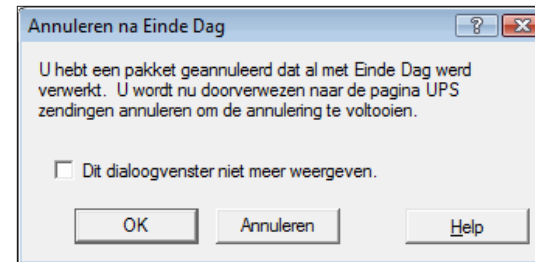 Annuleren na Einde Dag
U hebt een pakket geannuleerd dat al met Einde Dag werd
verwerkt. U wordt nu doorverwezen naar de pagina UPS
zendingen annuleren om de annulering te voltooien.
Dit dialoogvenster niet meer weergeven.
OK Annuleren Help